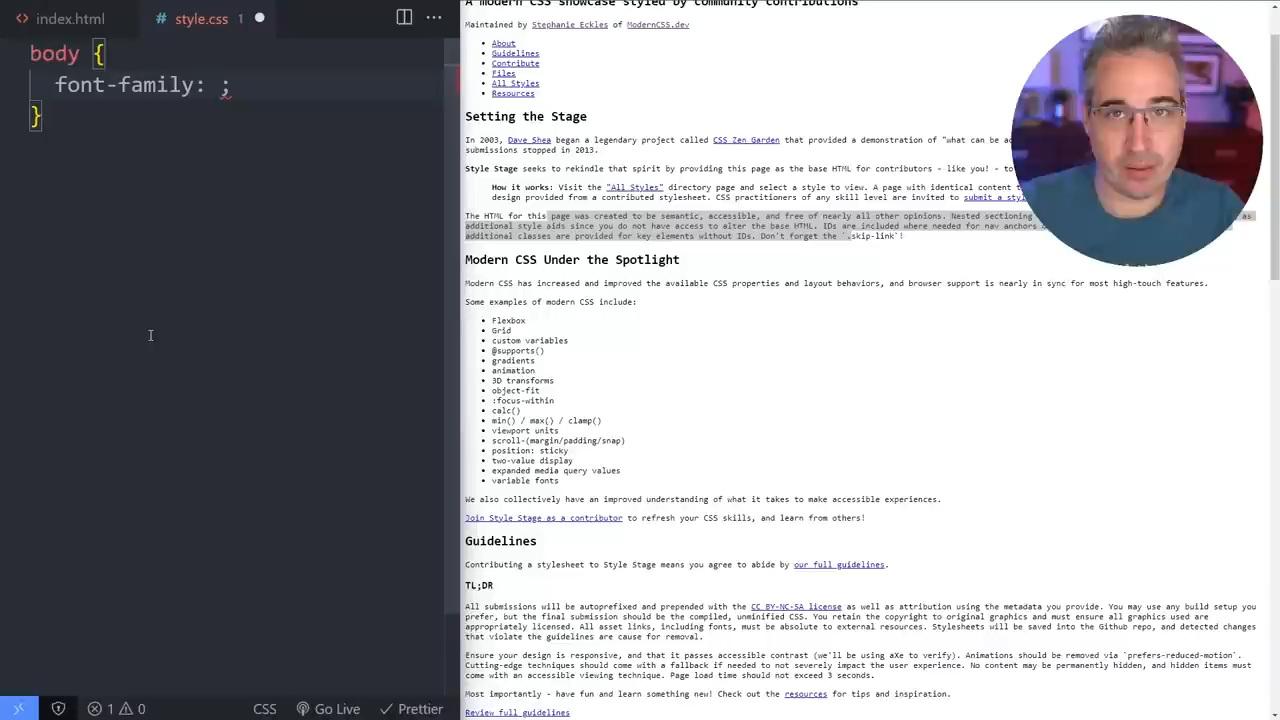 index.html
style.css 1
body {
font-family: ;
}
1 0
CSS
Go Live
Prettier
A modern CSS showcase styled by community contributions
Maintained by Stephanie Eckles of ModernCSS.dev
About
Guidelines
Contribute
Files
All Styles
Resources
Setting the Stage
In 2003, Dave Shea began a legendary project called CSS Zen Garden that provided a demonstration of "what can be ac
submissions stopped in 2013.
Style Stage seeks to rekindle that spirit by providing this page as the base HTML for contributors - like you! - to
How it works: Visit the "All Styles" directory page and select a style to view. A page with identical content
design provided from a contributed stylesheet. CSS practitioners of any skill level are invited to submit a styl
The HTML for this page was created to be semantic, accessible, and free of nearly all other opinions. Nested sectioning as
additional style aids since you do not have access to alter the base HTML. IDs are included where needed for nav anchors
additional classes are provided for key elements without IDs. Don't forget the `.skip-link`!
Modern CSS Under the Spotlight
Modern CSS has increased and improved the available CSS properties and layout behaviors, and browser support is nearly in sync for most high-touch features.
Some examples of modern CSS include:
Flexbox
Grid
custom variables
@supports()
gradients
animation
3D transforms
object-fit
:focus-within
calc()
min() / max() / clamp()
viewport units
scroll-(margin/padding/snap)
position: sticky
two-value display
expanded media query values
variable fonts
We also collectively have an improved understanding of what it takes to make accessible experiences.
Join Style Stage as a contributor to refresh your CSS skills, and learn from others!
Guidelines
Contributing a stylesheet to Style Stage means you agree to abide by our full guidelines.
TL;DR
All submissions will be autoprefixed and prepended with the CC BY-NC-SA license as well as attribution using the metadata you provide. You may use any build setup you
prefer, but the final submission should be the compiled, unminified CSS. You retain the copyright to original graphics and must ensure all graphics used are
appropriately licensed. All asset links, including fonts, must be absolute to external resources. Stylesheets will be saved into the Github repo, and detected changes
that violate the guidelines are cause for removal.
Ensure your design is responsive, and that it passes accessible contrast (we'll be using aXe to verify). Animations should be removed via `prefers-reduced-motion`.
Cutting-edge techniques should come with a fallback if needed to not severely impact the user experience. No content may be permanently hidden, and hidden items must
come with an accessible viewing technique. Page load time should not exceed 3 seconds.
Most importantly - have fun and learn something new! Check out the resources for tips and inspiration.
Review full guidelines